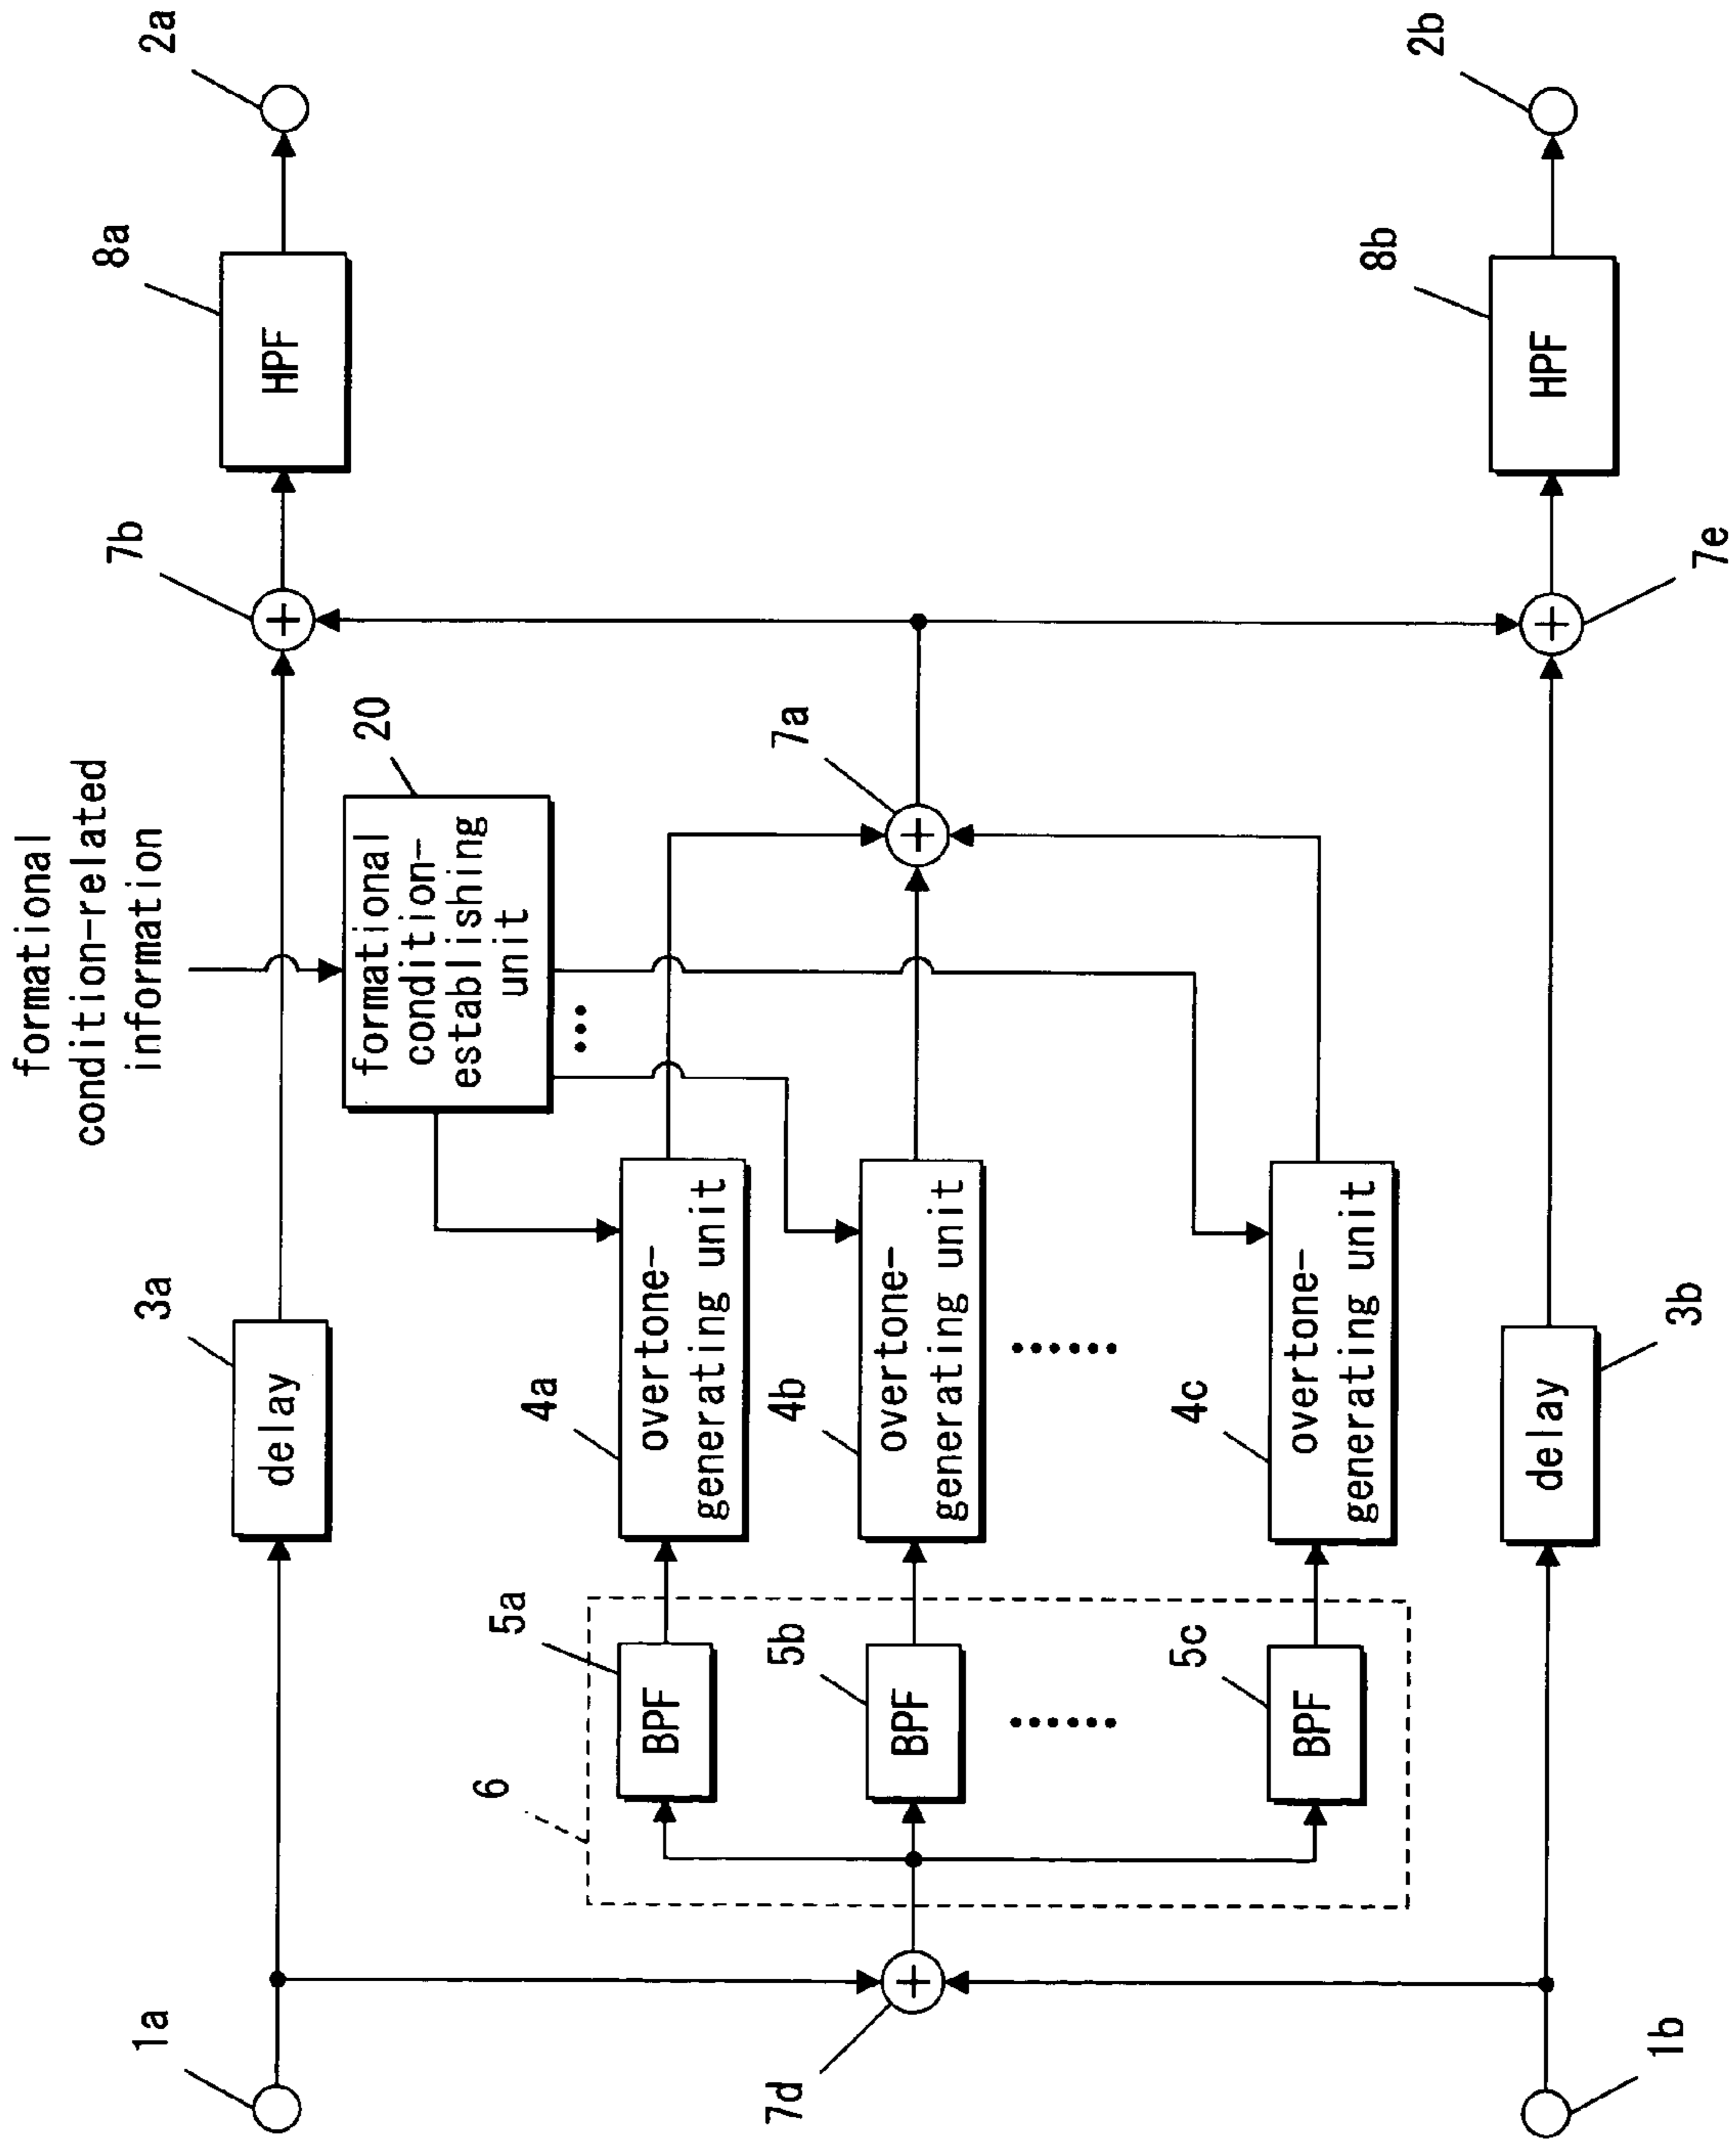 formational
condition-related
information
1a
3a
delay
7b
8a
HPF
2a
20
formational
condition-
establishing
unit
...
6
5a
BPF
4a
overtone-
generating unit
7a
5b
BPF
4b
overtone-
generating unit
......
......
5c
BPF
4c
overtone-
generating unit
7d
+
+
+
+
1b
delay
3b
7e
HPF
8b
2b